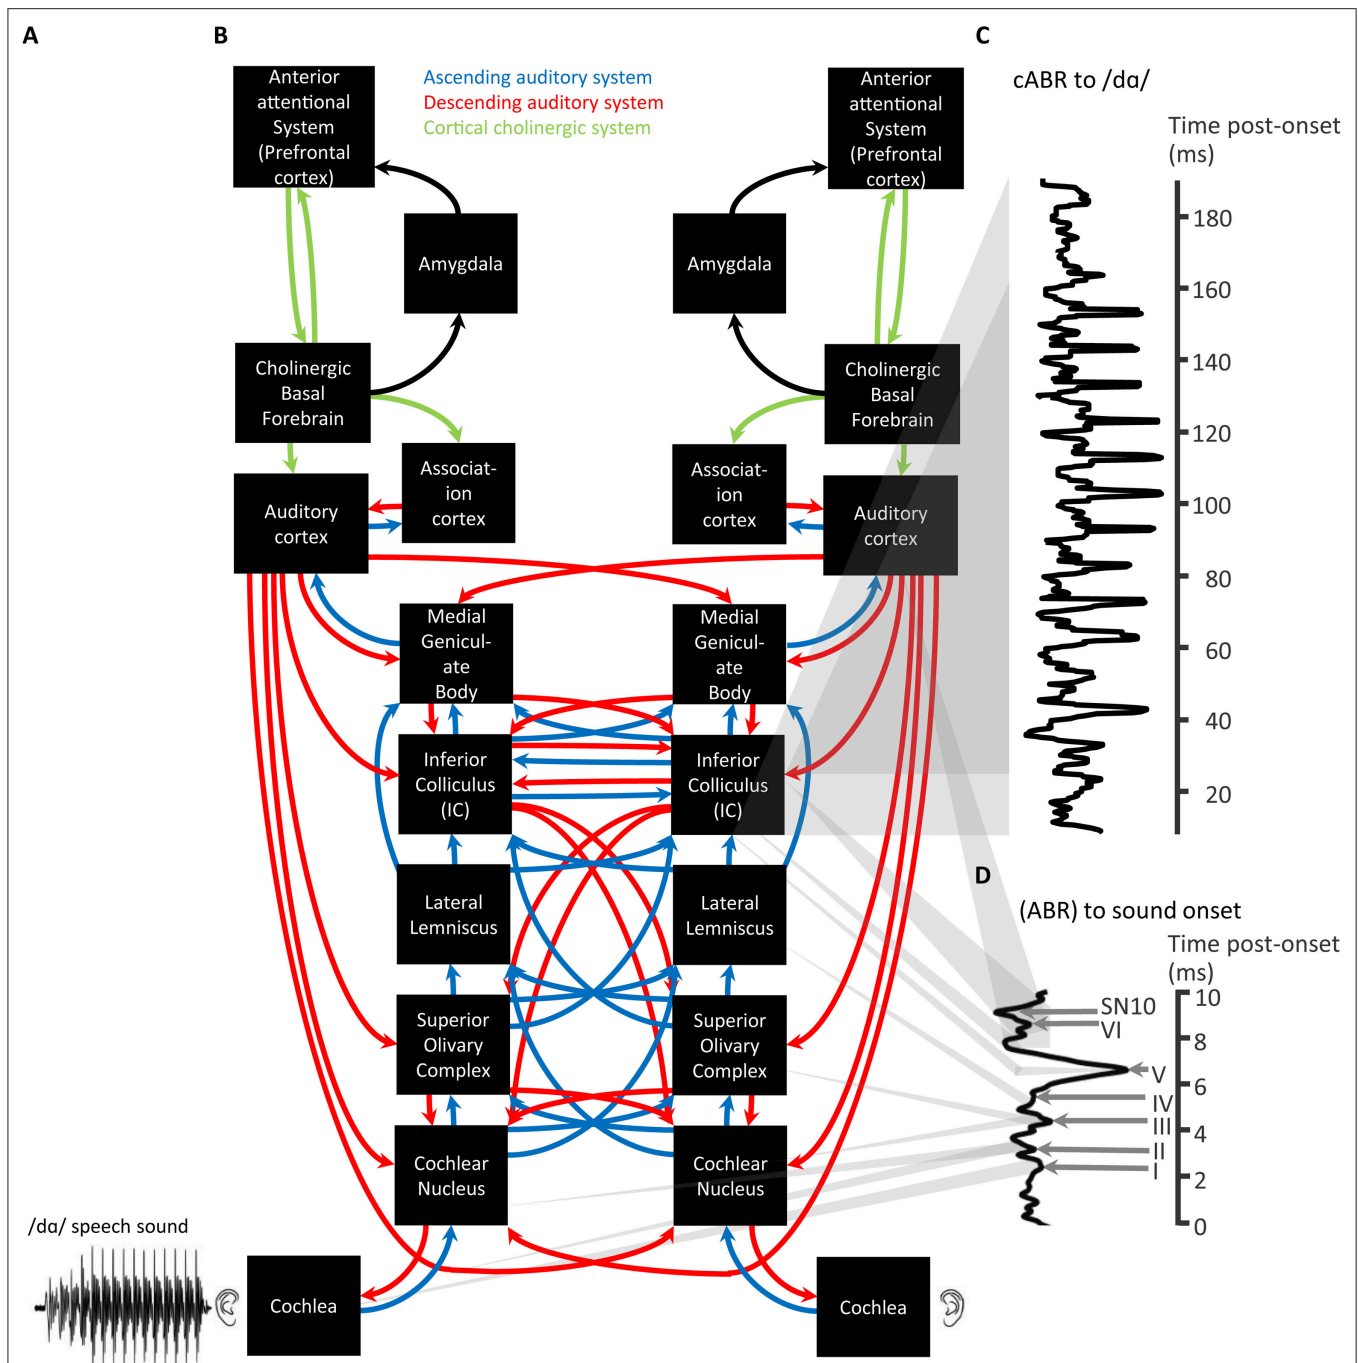 A
B
C
Ascending auditory system
Descending auditory system
Cortical cholinergic system
Anterior
attentional
System
(Prefrontal
cortex)
Anterior
attentional
System
(Prefrontal
cortex)
Amygdala
Amygdala
Cholinergic
Basal
Forebrain
Cholinergic
Basal
Forebrain
Associat-
ion
cortex
Associat-
ion
cortex
Auditory
cortex
Auditory
cortex
Medial
Genicul-
ate
Body
Medial
Genicul-
ate
Body
Inferior
Colliculus
(IC)
Inferior
Colliculus
(IC)
Lateral
Lemniscus
Lateral
Lemniscus
Superior
Olivary
Complex
Superior
Olivary
Complex
Cochlear
Nucleus
Cochlear
Nucleus
/dɑ/ speech sound
Cochlea
Cochlea
cABR to /dɑ/
Time post-onset
(ms)
180
160
140
120
100
80
60
40
20
D
(ABR) to sound onset
Time post-onset
(ms)
10
SN10
VI
8
V
6
IV
III
4
II
I
2
0